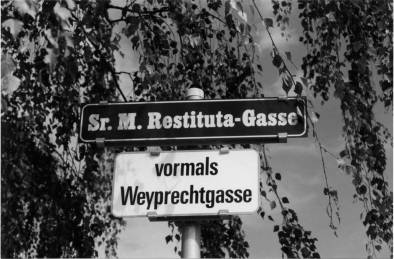 Sr. M. Restituta-Gasse
vormals
Weyprechtgasse